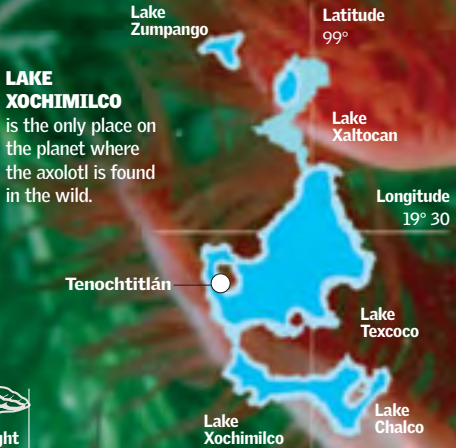 Lake
Zumpango
Latitude
99°
LAKE
XOCHIMILCO
is the only place on
the planet where
the axolotl is found
in the wild.
Lake
Xaltocan
Longitude
19° 30
Tenochtitlán
Lake
Texcoco
Lake
Xochimilco
Lake
Chalco
ght